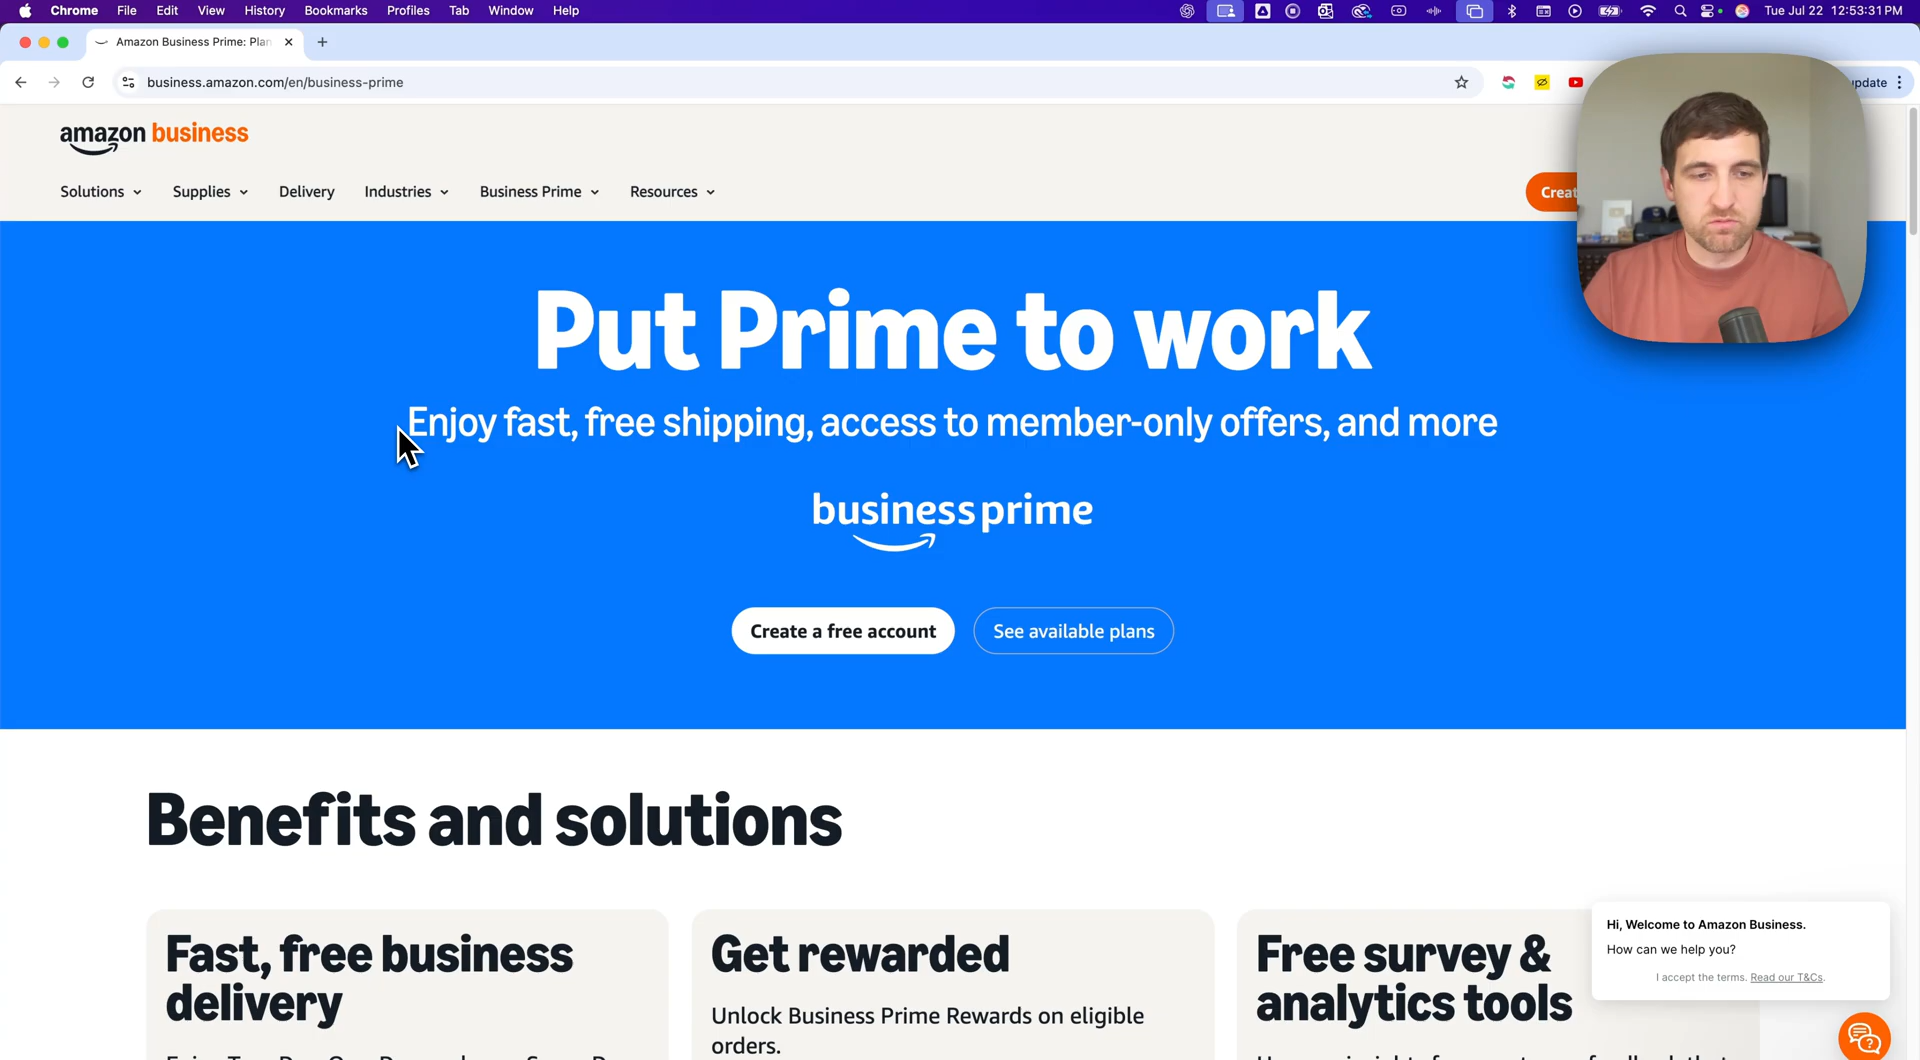 Chrome File Edit View History Bookmarks Profiles Tab Window Help
Tue Jul 22 12:53:31 PM
Amazon Business Prime: Plan
business.amazon.com/en/business-prime
update
amazon business
Solutions Supplies Delivery Industries Business Prime Resources
Creat
Put Prime to work
Enjoy fast, free shipping, access to member-only offers, and more
business prime
Create a free account
See available plans
Benefits and solutions
Fast, free business
delivery
Get rewarded
Unlock Business Prime Rewards on eligible
orders.
Free survey &
analytics tools
Hi, Welcome to Amazon Business.
How can we help you?
I accept the terms. Read our T&Cs.